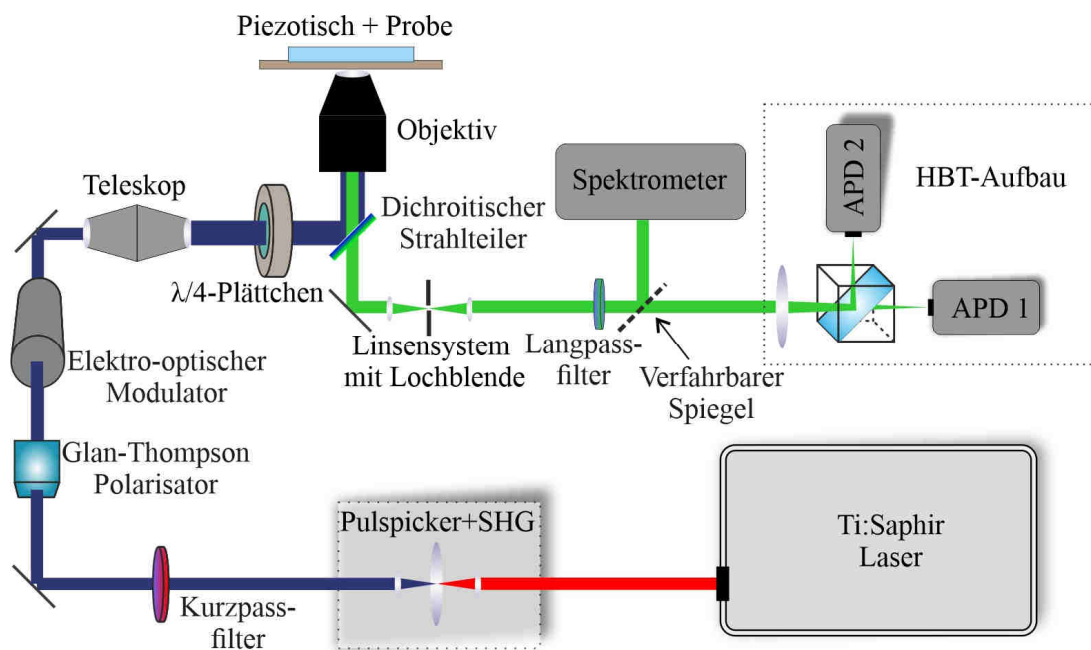 Piezotisch + Probe
Objektiv
Teleskop
Dichroitischer
Strahlteiler
λ/4-Plättchen
Spektrometer
APD 2
HBT-Aufbau
APD 1
Linsensystem
mit Lochblende
Langpass-
filter
Verfahrbarer
Spiegel
Elektro-optischer
Modulator
Glan-Thompson
Polarisator
Pulspicker+SHG
Ti:Saphir
Laser
Kurzpass-
filter